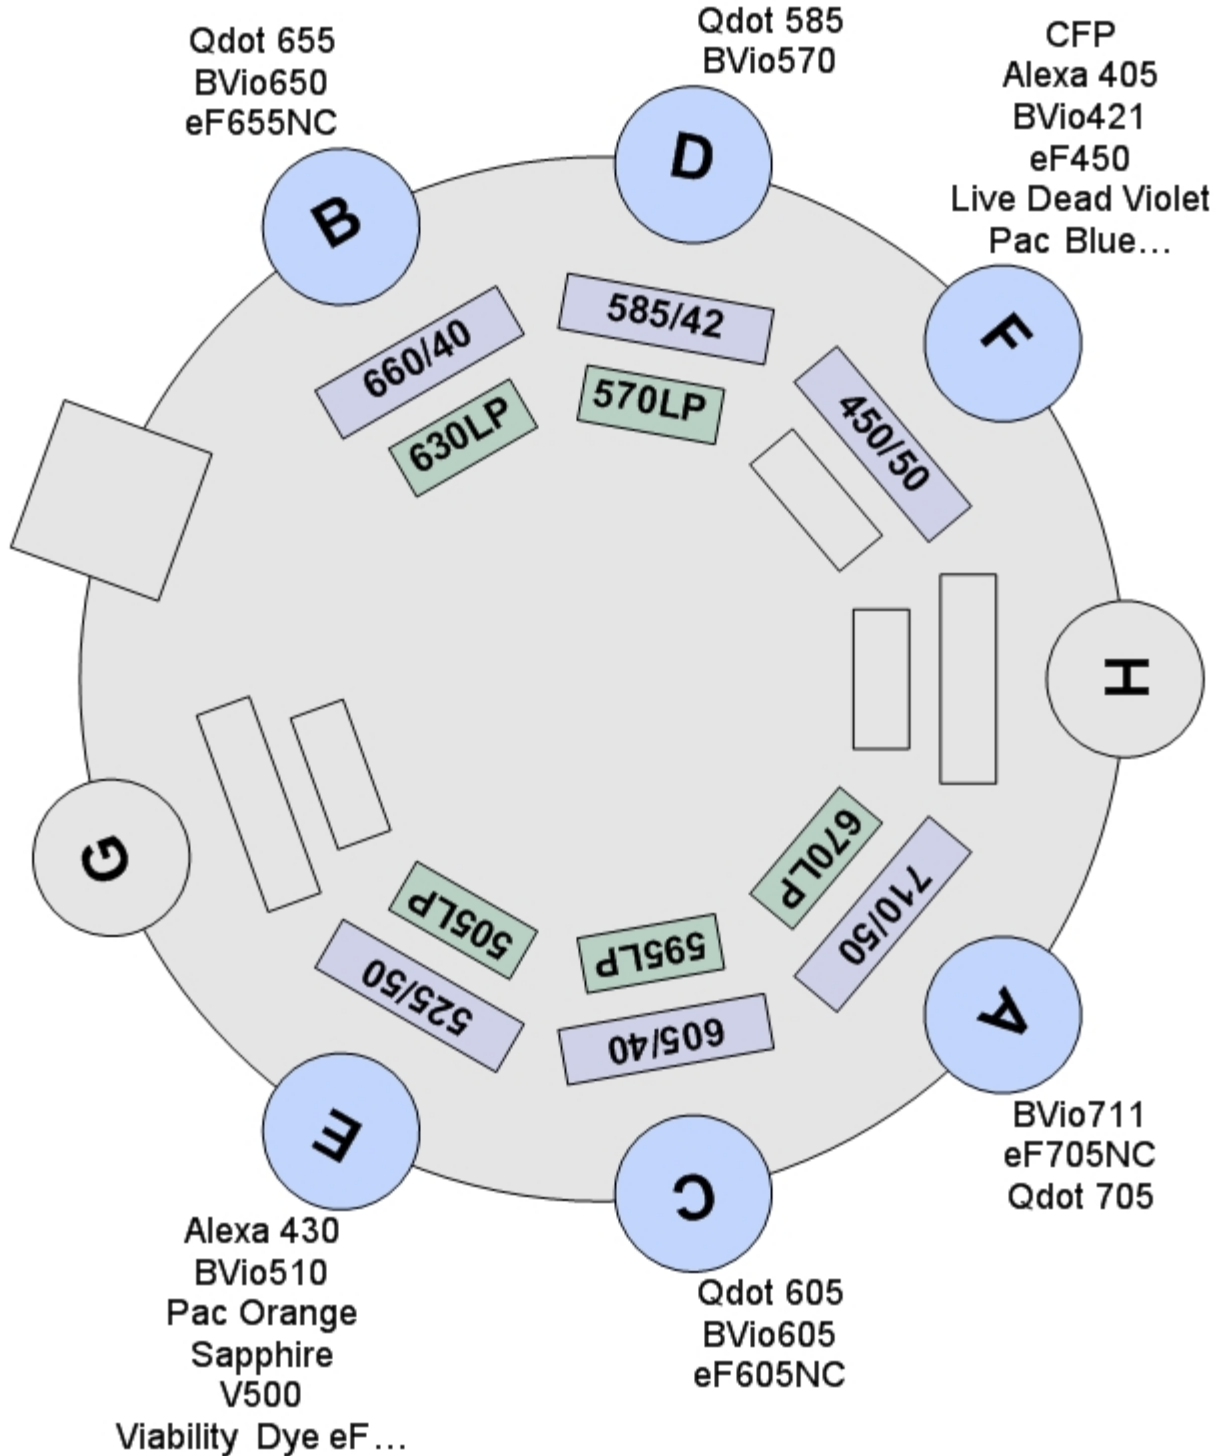 Qdot 655
BVio650
eF655NC
B
660/40
630LP
Qdot 585
BVio570
D
585/42
570LP
CFP
Alexa 405
BVio421
eF450
Live Dead Violet
Pac Blue…
F
450/50
H
670LP
710/50
A
BVio711
eF705NC
Qdot 705
595LP
605/40
C
Qdot 605
BVio605
eF605NC
505LP
525/50
E
Alexa 430
BVio510
Pac Orange
Sapphire
V500
Viability Dye eF…
G